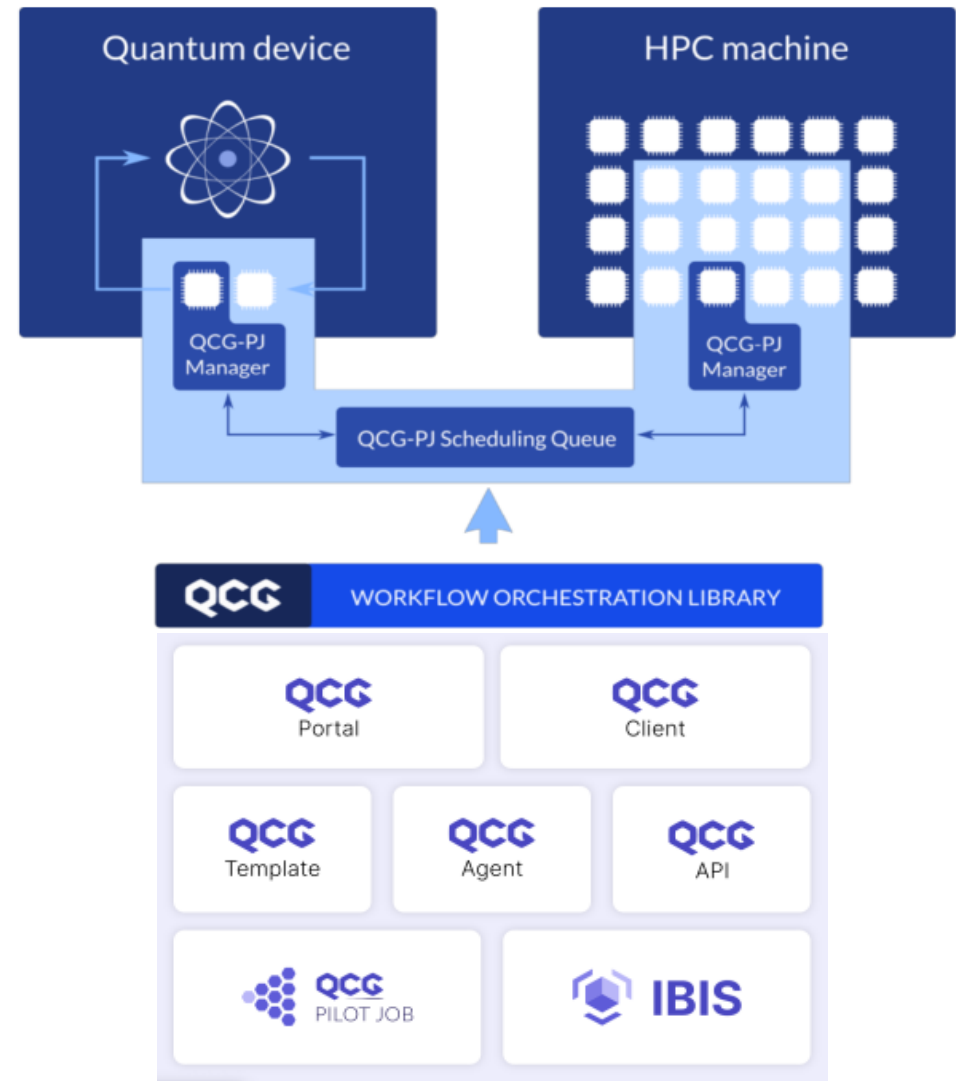 Quantum device
HPC machine
QCG-PJ
Manager
QCG-PJ
Manager
QCG-PJ Scheduling Queue
QCG WORKFLOW ORCHESTRATION LIBRARY
QCG
Portal
QCG
Client
QCG
Template
QCG
Agent
QCG
API
QCG
PILOT JOB
IBIS